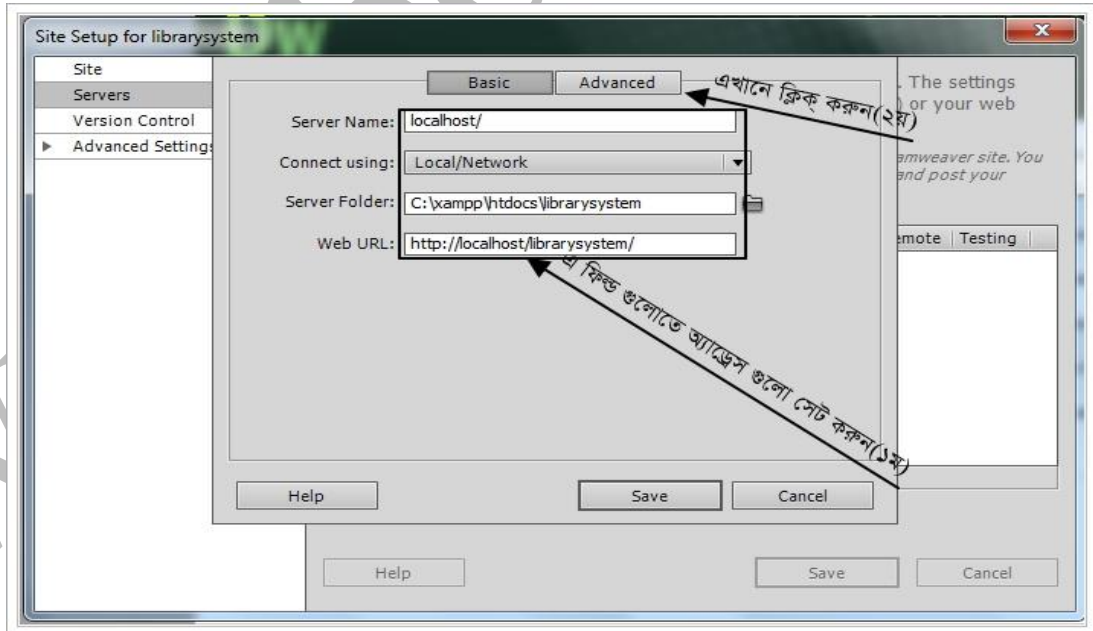 Site Setup for librarysystem
Site
Servers
Version Control
Advanced Settings
Basic
Advanced
এখানে ক্লিক্ করুন(২য়)
. The settings
) or your web
amweaver site. You
and post your
Server Name: localhost/
Connect using: Local/Network
Server Folder: C:\xampp\htdocs\librarysystem
Web URL: http://localhost/librarysystem/
emote Testing
এ ফিল্ড গুলোতে অ্যাড্রেস গুলো সেট করুন(১ম)
Help
Save
Cancel
Help
Save
Cancel